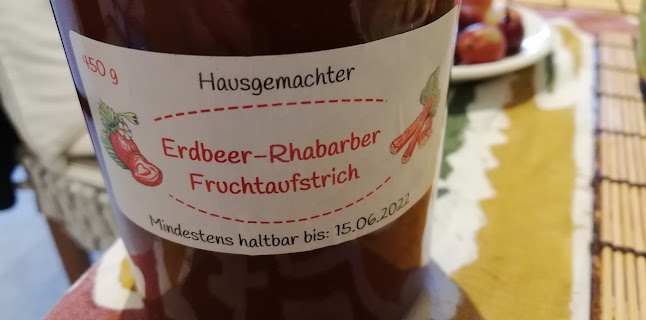 450 g
Hausgemachter
Erdbeer-Rhabarber
Fruchtaufstrich
Mindestens haltbar bis: 15.06.2022